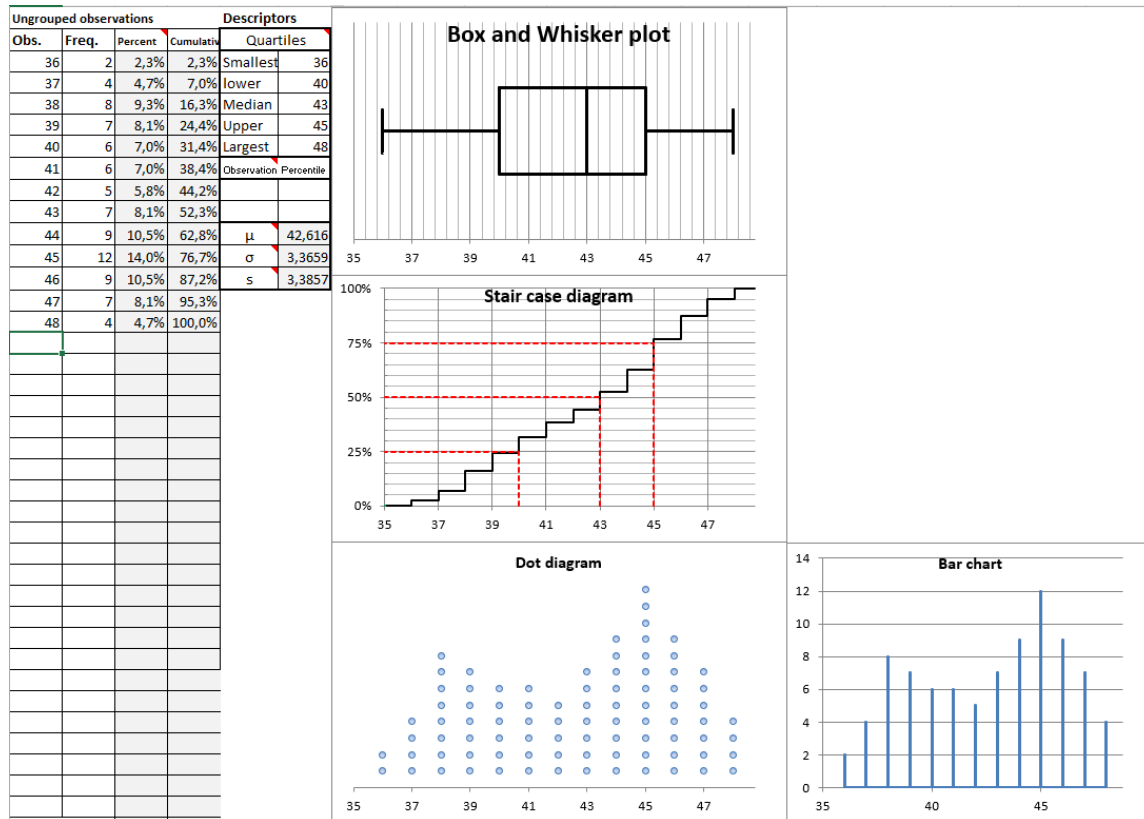 Ungrouped observations Descriptors
Obs. Freq. Percent Cumulativ Quartiles
36 2 2,3% 2,3% Smallest 36
37 4 4,7% 7,0% lower 40
38 8 9,3% 16,3% Median 43
39 7 8,1% 24,4% Upper 45
40 6 7,0% 31,4% Largest 48
41 6 7,0% 38,4% Observation Percentile
42 5 5,8% 44,2%
43 7 8,1% 52,3%
44 9 10,5% 62,8% μ 42,616
45 12 14,0% 76,7% σ 3,3659
46 9 10,5% 87,2% s 3,3857
47 7 8,1% 95,3%
48 4 4,7% 100,0%
Box and Whisker plot
35 37 39 41 43 45 47
Stair case diagram
100%
75%
50%
25%
0%
35 37 39 41 43 45 47
Dot diagram
35 37 39 41 43 45 47
Bar chart
14
12
10
8
6
4
2
0
35 40 45